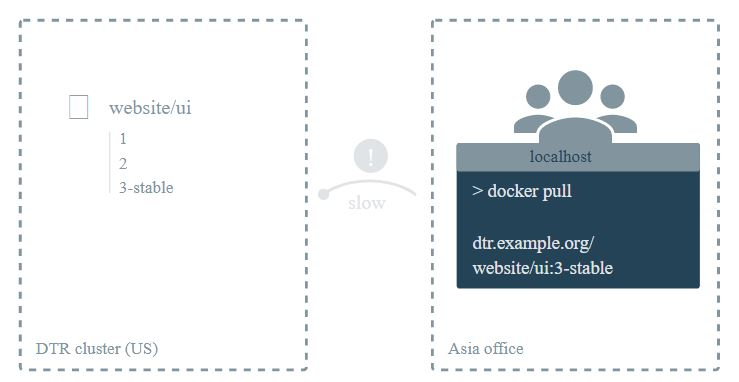 website/ui
1
2
3-stable
DTR cluster (US)
!
slow
localhost
> docker pull
dtr.example.org/
website/ui:3-stable
Asia office